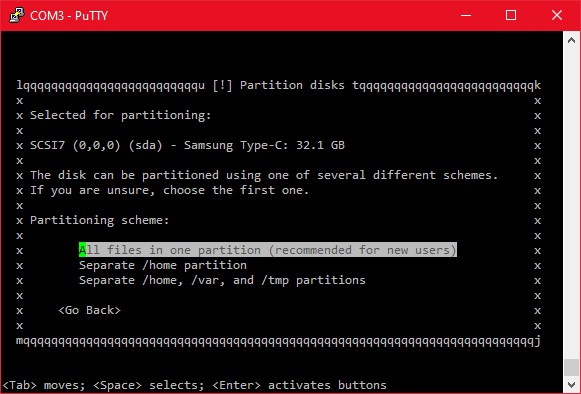 COM3 - PuTTY
lqqqqqqqqqqqqqqqqqqqqqqqqqu [!] Partition disks tqqqqqqqqqqqqqqqqqqqqqqqqqk
x x
x Selected for partitioning: x
x x
x SCSI7 (0,0,0) (sda) - Samsung Type-C: 32.1 GB x
x x
x The disk can be partitioned using one of several different schemes. x
x If you are unsure, choose the first one. x
x x
x Partitioning scheme: x
x x
x All files in one partition (recommended for new users) x
x Separate /home partition x
x Separate /home, /var, and /tmp partitions x
x x
x <Go Back> x
x x
x x
mqqqqqqqqqqqqqqqqqqqqqqqqqqqqqqqqqqqqqqqqqqqqqqqqqqqqqqqqqqqqqqqqqqqqqqqqqj
<Tab> moves; <Space> selects; <Enter> activates buttons